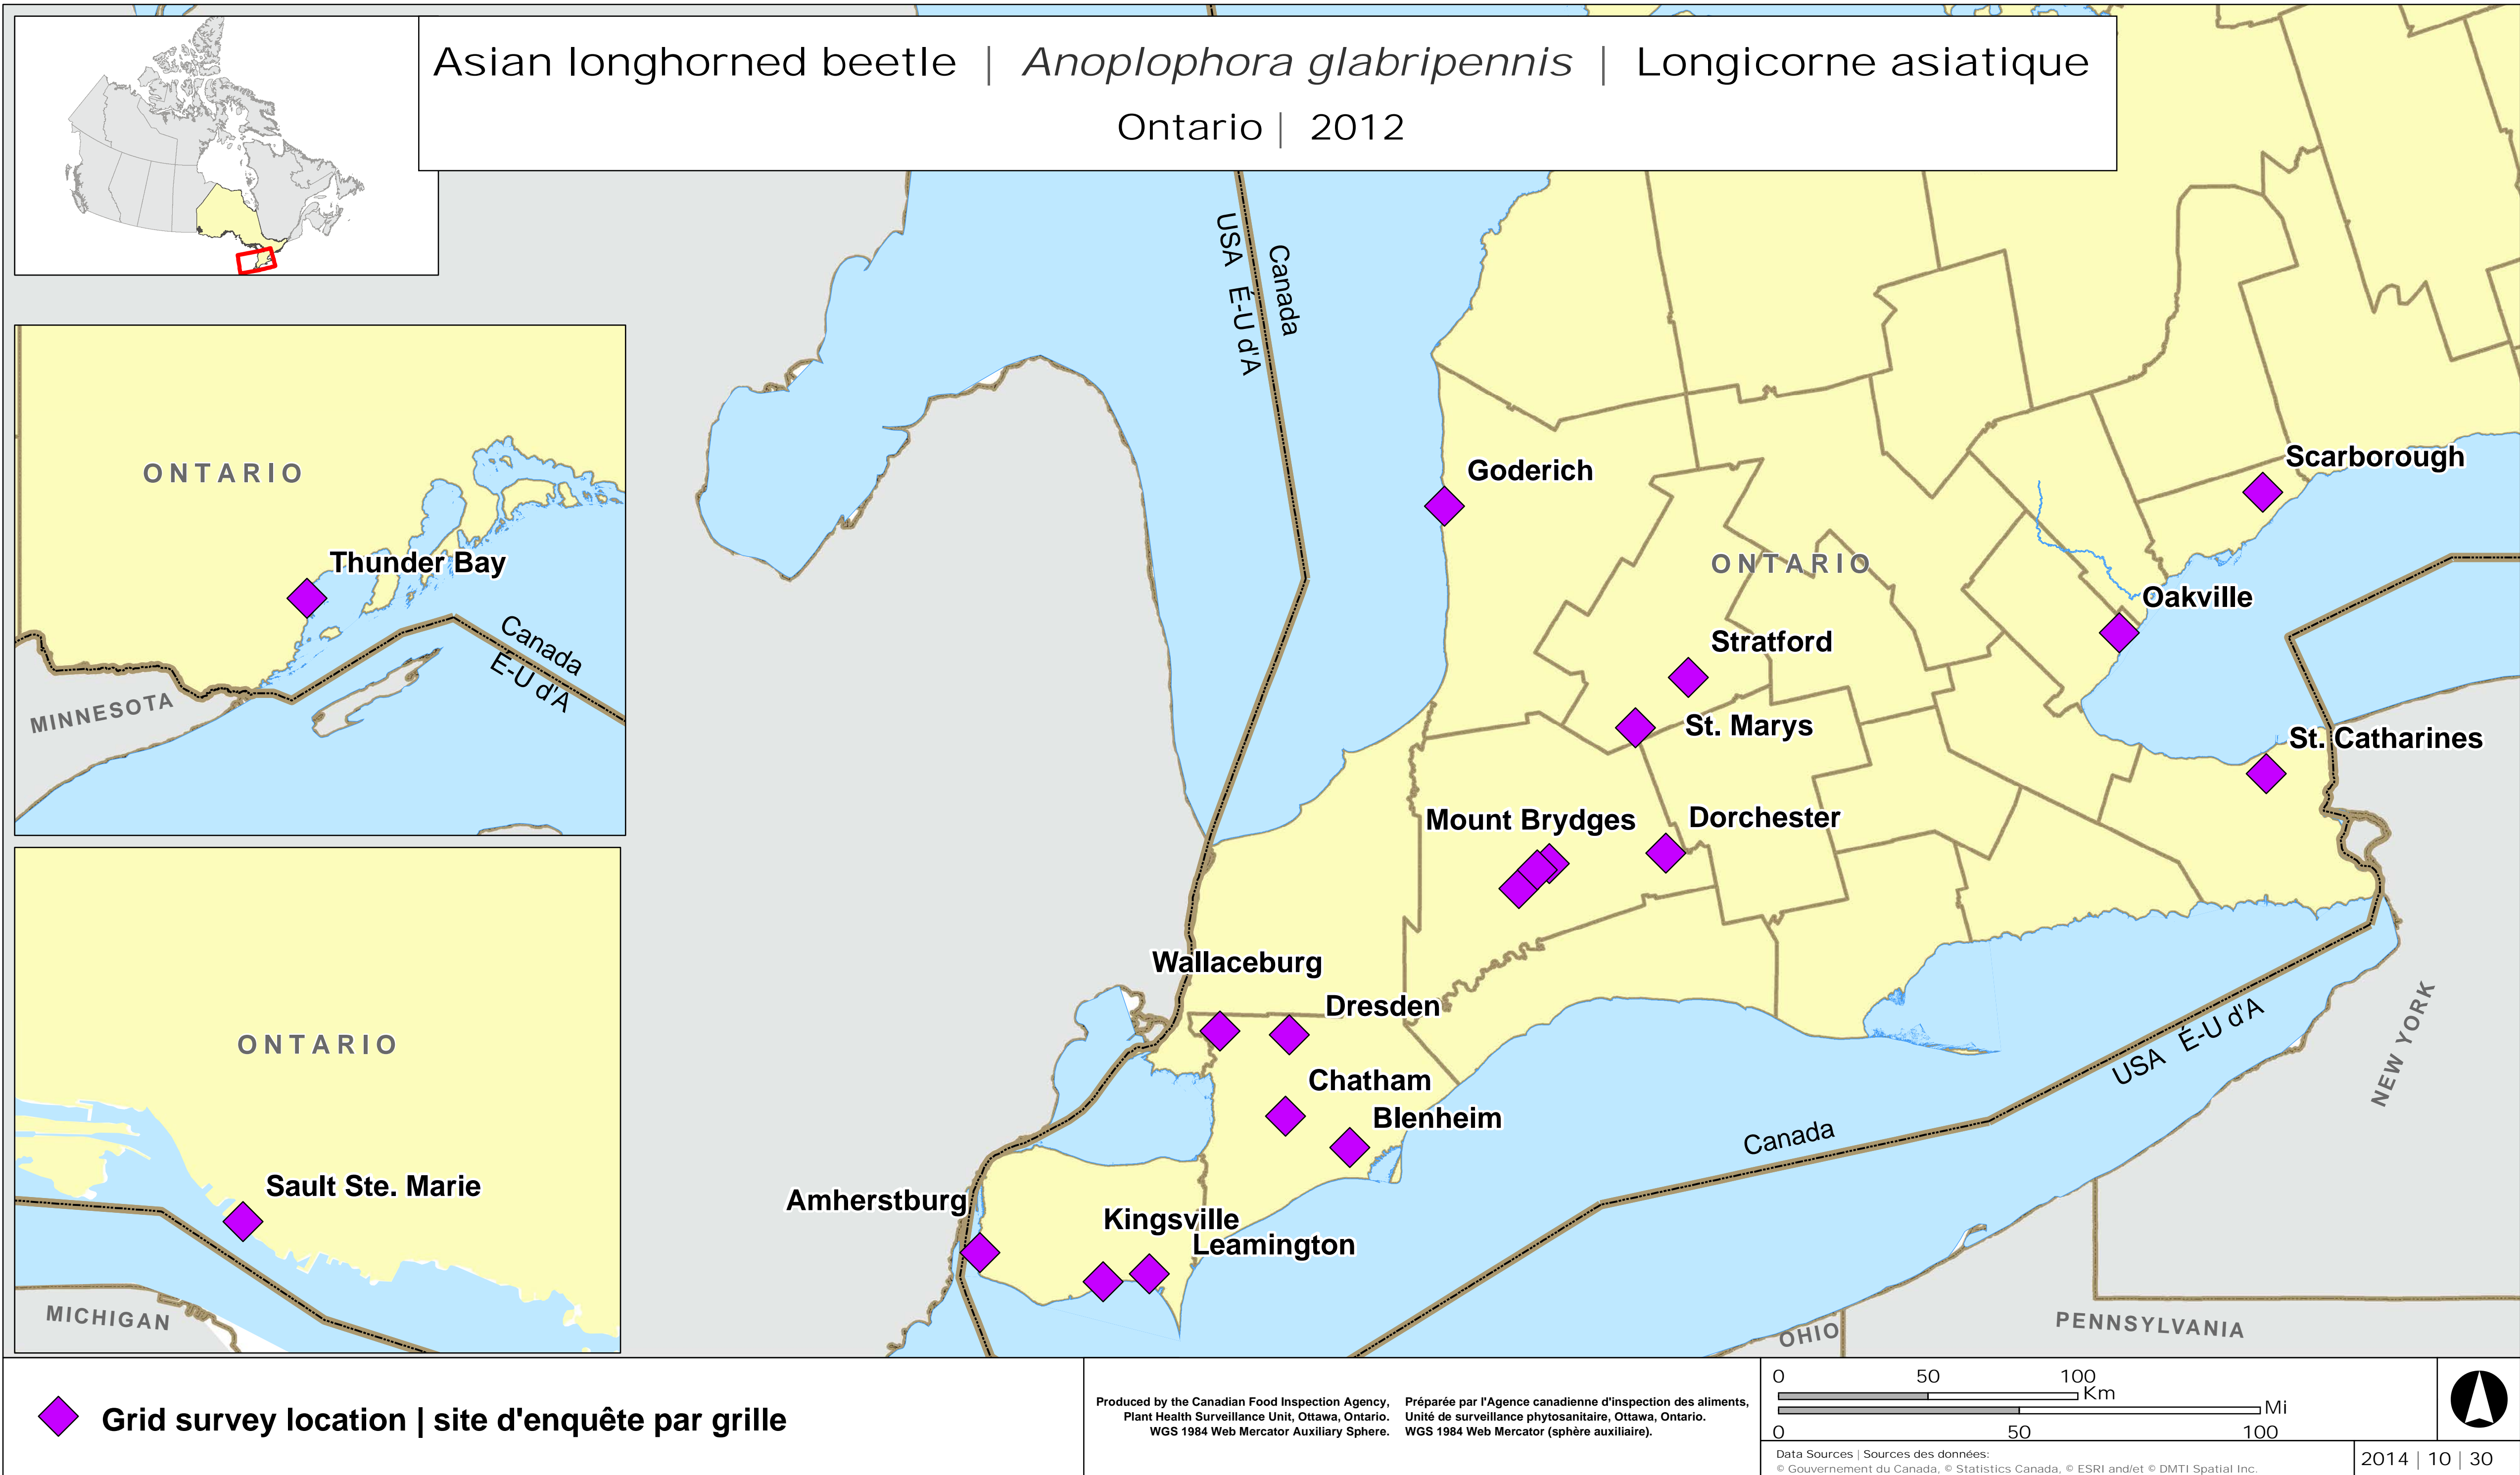 Asian longhorned beetle | Anoplophora glabripennis | Longicorne asiatique
Ontario | 2012
USA É-U d'A
Canada
ONTARIO
Thunder Bay
Canada
É-U d'A
MINNESOTA
ONTARIO
Sault Ste. Marie
MICHIGAN
Goderich
Scarborough
ONTARIO
Oakville
Stratford
St. Marys
St. Catharines
Mount Brydges
Dorchester
Wallaceburg
Dresden
Chatham
Blenheim
Amherstburg
Kingsville
Leamington
Canada
USA É-U d'A
NEW YORK
OHIO
PENNSYLVANIA
Grid survey location | site d'enquête par grille
Produced by the Canadian Food Inspection Agency,
Plant Health Surveillance Unit, Ottawa, Ontario.
WGS 1984 Web Mercator Auxiliary Sphere.
Préparée par l'Agence canadienne d'inspection des aliments,
Unité de surveillance phytosanitaire, Ottawa, Ontario.
WGS 1984 Web Mercator (sphère auxiliaire).
0 50 100
Km
Mi
0 50 100
Data Sources | Sources des données:
© Gouvernement du Canada, © Statistics Canada, © ESRI and/et © DMTI Spatial Inc.
2014 | 10 | 30